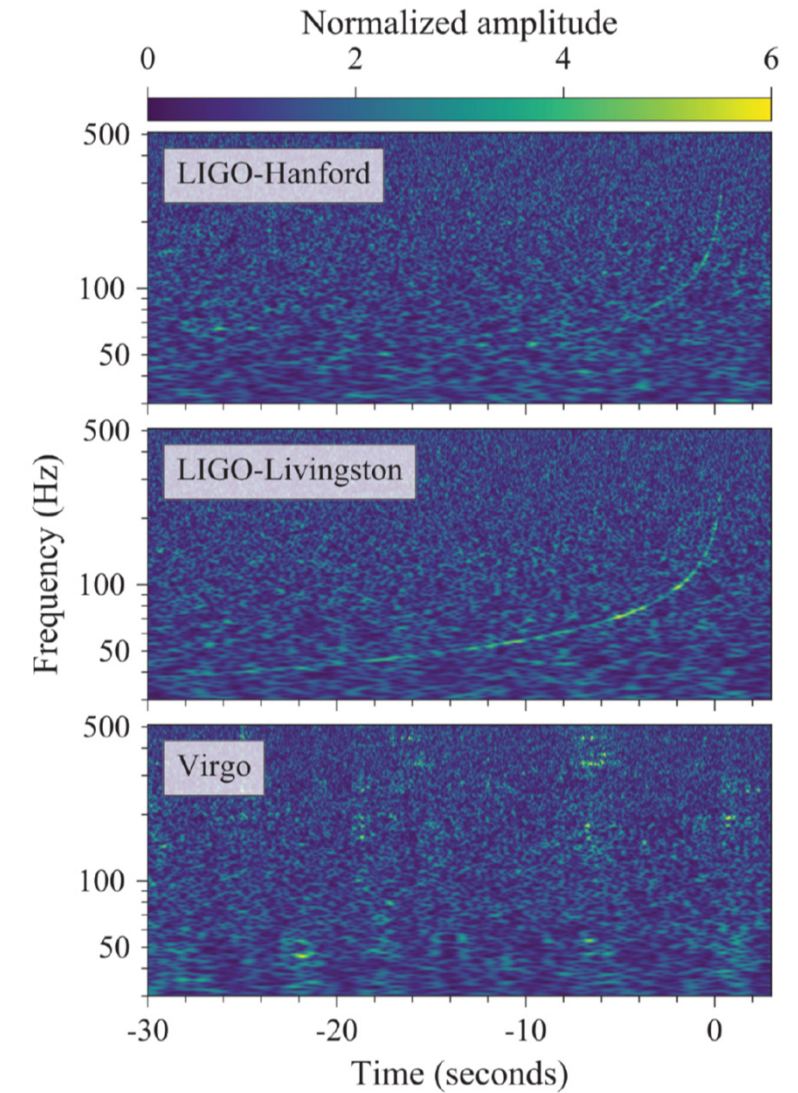 Normalized amplitude
0 2 4 6
500
LIGO-Hanford
100
50
500
LIGO-Livingston
100
50
Frequency (Hz)
500
Virgo
100
50
-30 -20 -10 0
Time (seconds)